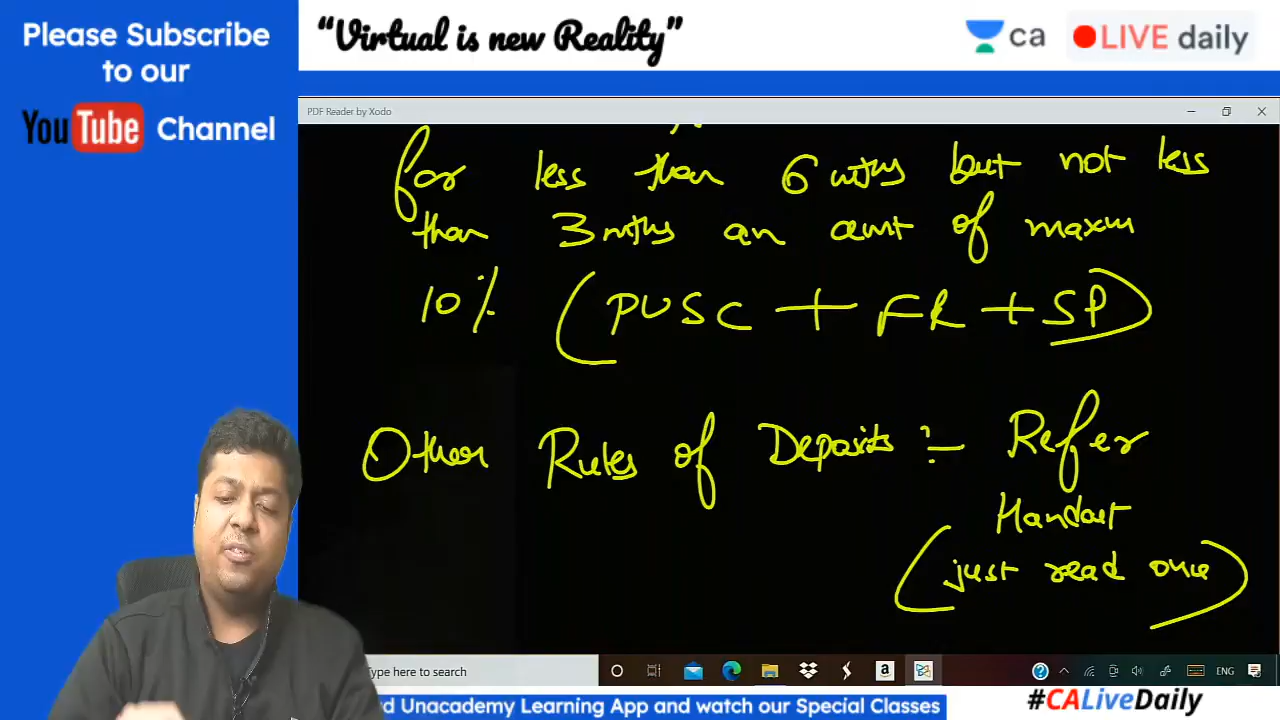 Please Subscribe
to our
YouTube Channel
“Virtual is new Reality”
ca
LIVE daily
PDF Reader by Xodo
for less than 6 mths but not less
than 3 mths an amt of maxm
10% (PUSC + FR + SP)
Other Rules of Deposits :- Refer
Handout
(just read once)
Type here to search
ENG
rd Unacademy Learning App and watch our Special Classes
#CALiveDaily